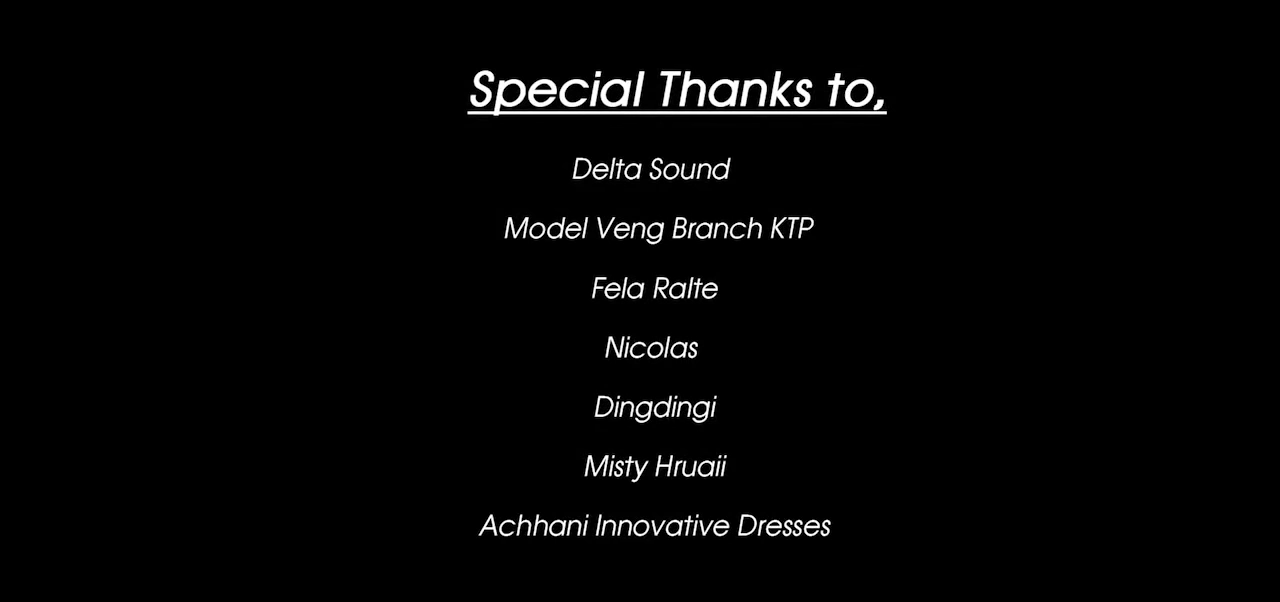 Special Thanks to,
Delta Sound
Model Veng Branch KTP
Fela Ralte
Nicolas
Dingdingi
Misty Hruaii
Achhani Innovative Dresses